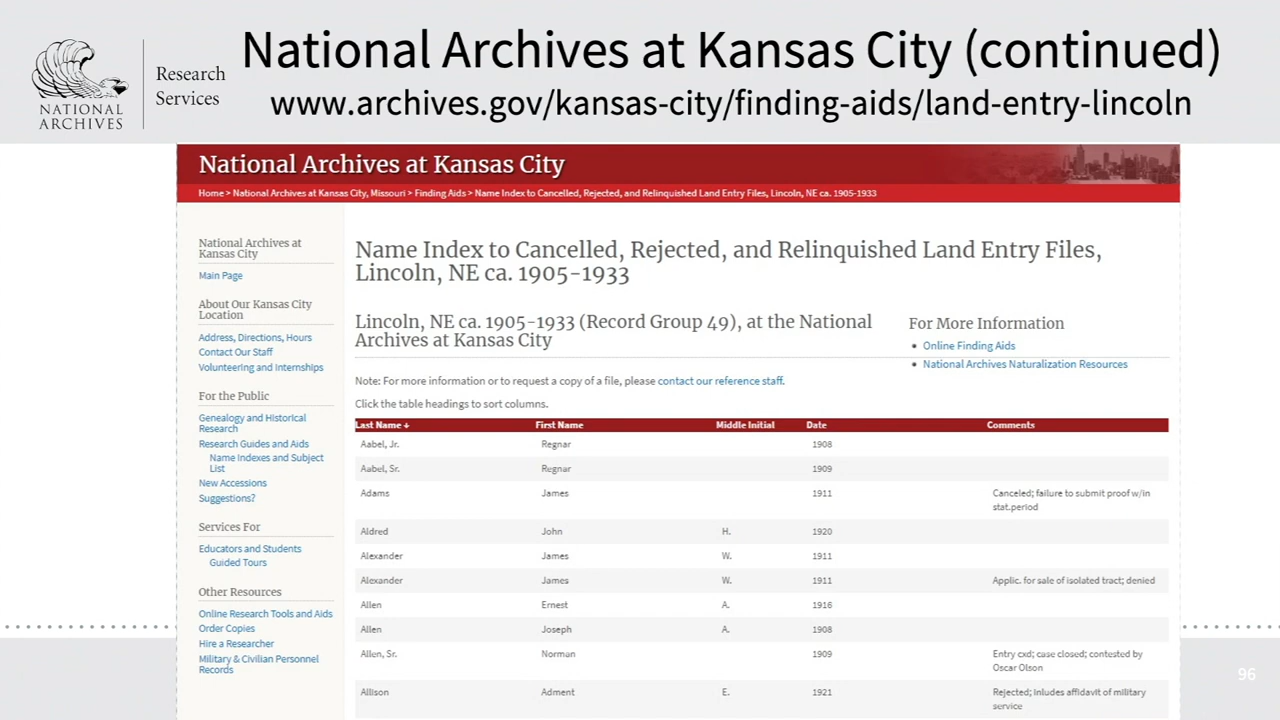 National Archives at Kansas City (continued)
www.archives.gov/kansas-city/finding-aids/land-entry-lincoln
NATIONAL
ARCHIVES
Research
Services
National Archives at Kansas City
Home > National Archives at Kansas City, Missouri > Finding Aids > Name Index to Cancelled, Rejected, and Relinquished Land Entry Files, Lincoln, NE ca. 1905-1933
National Archives at
Kansas City
Main Page
About Our Kansas City
Location
Address, Directions, Hours
Contact Our Staff
Volunteering and Internships
For the Public
Genealogy and Historical
Research
Research Guides and Aids
Name Indexes and Subject
List
New Accessions
Suggestions?
Services For
Educators and Students
Guided Tours
Other Resources
Online Research Tools and Aids
Order Copies
Hire a Researcher
Military & Civilian Personnel
Records
Name Index to Cancelled, Rejected, and Relinquished Land Entry Files,
Lincoln, NE ca. 1905-1933
Lincoln, NE ca. 1905-1933 (Record Group 49), at the National
Archives at Kansas City
For More Information
Online Finding Aids
National Archives Naturalization Resources
Note: For more information or to request a copy of a file, please contact our reference staff.
Click the table headings to sort columns.
Last Name ↓ First Name Middle Initial Date Comments
Aabel, Jr. Regnar 1908
Aabel, Sr. Regnar 1909
Adams James 1911 Canceled; failure to submit proof w/in
stat.period
Aldred John H. 1920
Alexander James W. 1911
Alexander James W. 1911 Applic. for sale of isolated tract; denied
Allen Ernest A. 1916
Allen Joseph A. 1908
Allen, Sr. Norman 1909 Entry cxd; case closed; contested by
Oscar Olson
Allison Adment E. 1921 Rejected; inludes affidavit of military
service
96